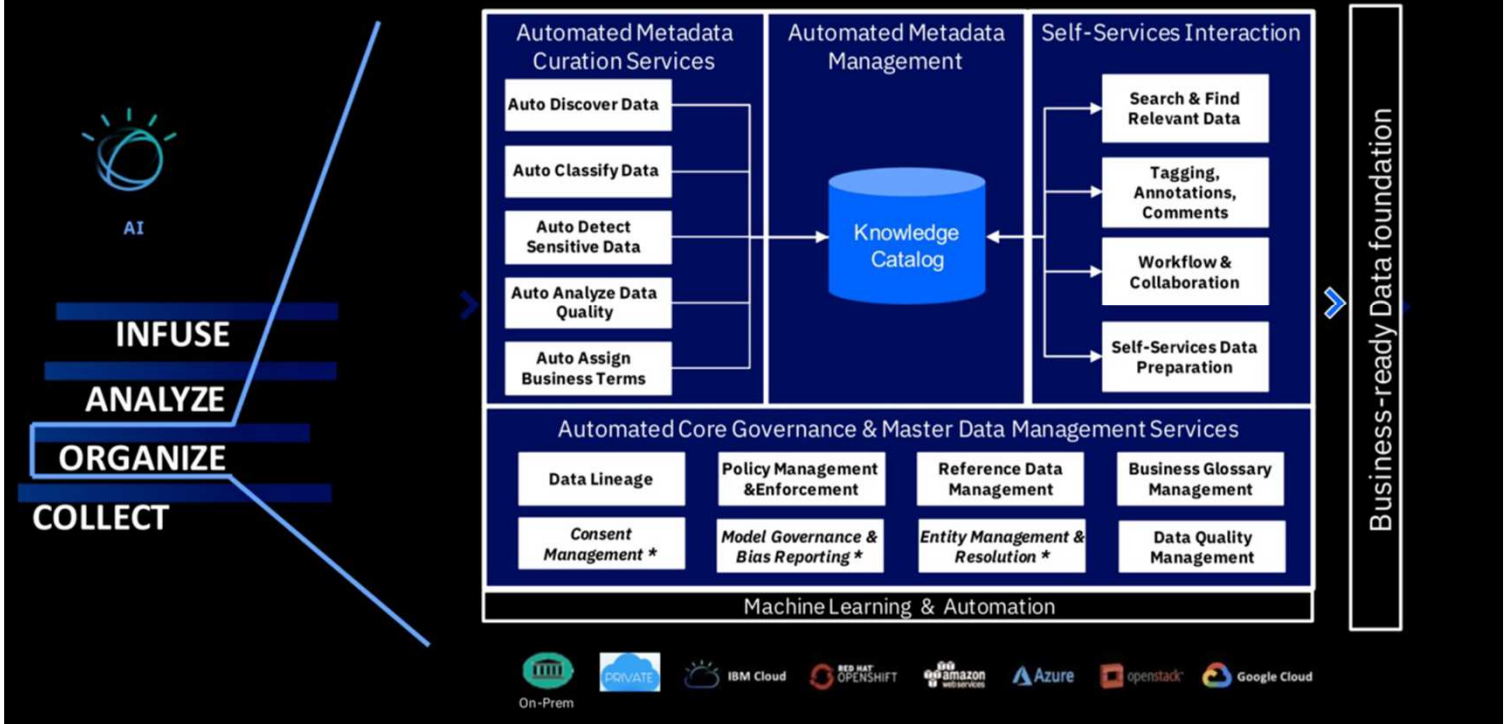 AI
INFUSE
ANALYZE
ORGANIZE
COLLECT
Automated Metadata
Curation Services
Auto Discover Data
Auto Classify Data
Auto Detect
Sensitive Data
Auto Analyze Data
Quality
Auto Assign
Business Terms
Automated Metadata
Management
Knowledge
Catalog
Self-Services Interaction
Search & Find
Relevant Data
Tagging,
Annotations,
Comments
Workflow &
Collaboration
Self-Services Data
Preparation
Automated Core Governance & Master Data Management Services
Data Lineage
Policy Management
&Enforcement
Reference Data
Management
Business Glossary
Management
Consent
Management *
Model Governance &
Bias Reporting *
Entity Management &
Resolution *
Data Quality
Management
Machine Learning & Automation
Business-ready Data foundation
On-Prem
PRIVATE
IBM Cloud
RED HAT
OPENSHIFT
amazon
webservices
Azure
openstack
Google Cloud